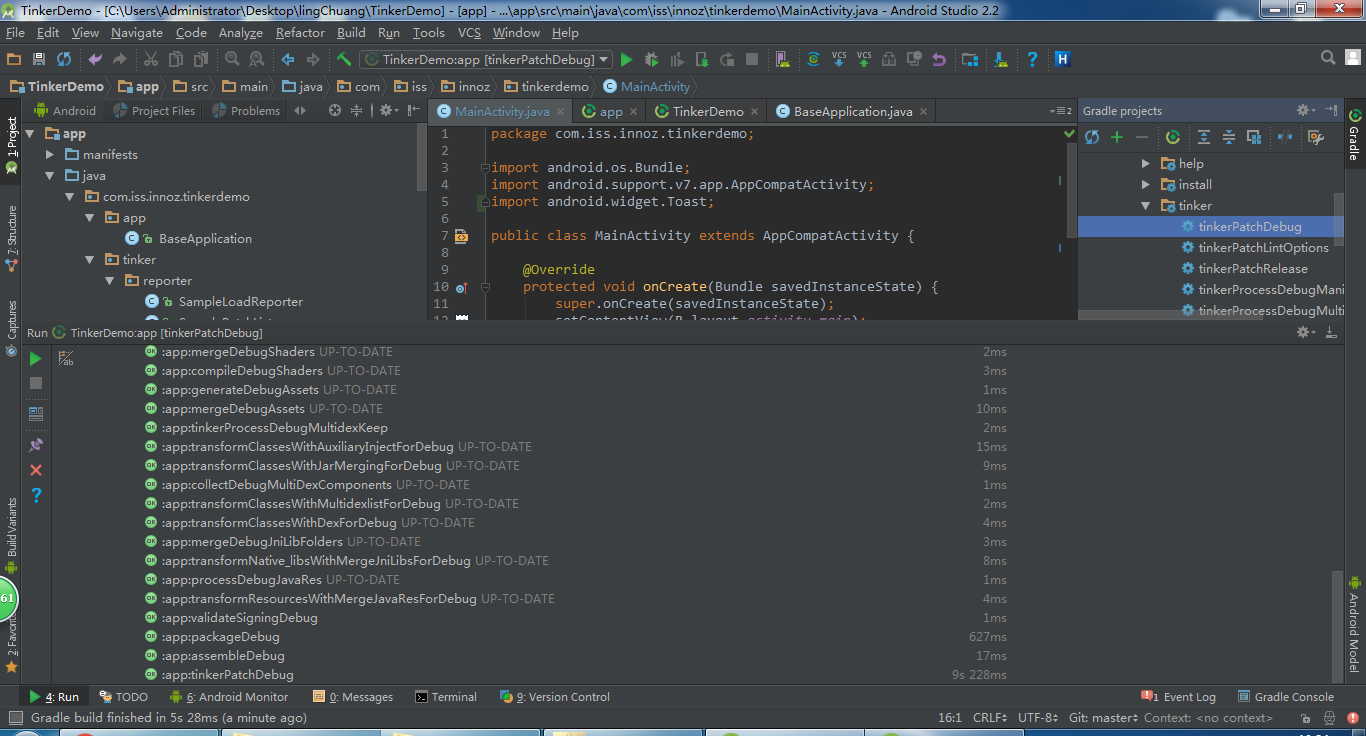 TinkerDemo - [C:\Users\Administrator\Desktop\lingChuang\TinkerDemo] - [app] - ...\app\src\main\java\com\iss\innoz\tinkerdemo\MainActivity.java - Android Studio 2.2
File Edit View Navigate Code Analyze Refactor Build Run Tools VCS Window Help
TinkerDemo:app [tinkerPatchDebug] VCS VCS ? H
TinkerDemo app src main java com iss innoz tinkerdemo MainActivity
Android Project Files Problems
MainActivity.java app TinkerDemo BaseApplication.java
Gradle projects
1: Project
7: Structure
Captures
Build Variants
61
2: Favorites
app
manifests
java
com.iss.innoz.tinkerdemo
app
BaseApplication
tinker
reporter
SampleLoadReporter
1 package com.iss.innoz.tinkerdemo;
2
3 import android.os.Bundle;
4 import android.support.v7.app.AppCompatActivity;
5 import android.widget.Toast;
6
7 public class MainActivity extends AppCompatActivity {
8
9 @Override
10 protected void onCreate(Bundle savedInstanceState) {
11 super.onCreate(savedInstanceState);
12 setContentView(R.layout.activity_main);
help
install
tinker
tinkerPatchDebug
tinkerPatchLintOptions
tinkerPatchRelease
tinkerProcessDebugMani
tinkerProcessDebugMulti
Gradle
Android Model
Run TinkerDemo:app [tinkerPatchDebug]
:app:mergeDebugShaders UP-TO-DATE 2ms
:app:compileDebugShaders UP-TO-DATE 3ms
:app:generateDebugAssets UP-TO-DATE 1ms
:app:mergeDebugAssets UP-TO-DATE 10ms
:app:tinkerProcessDebugMultidexKeep 2ms
:app:transformClassesWithAuxiliaryInjectForDebug UP-TO-DATE 15ms
:app:transformClassesWithJarMergingForDebug UP-TO-DATE 9ms
:app:collectDebugMultiDexComponents UP-TO-DATE 1ms
:app:transformClassesWithMultidexlistForDebug UP-TO-DATE 2ms
:app:transformClassesWithDexForDebug UP-TO-DATE 4ms
:app:mergeDebugJniLibFolders UP-TO-DATE 3ms
:app:transformNative_libsWithMergeJniLibsForDebug UP-TO-DATE 8ms
:app:processDebugJavaRes UP-TO-DATE 1ms
:app:transformResourcesWithMergeJavaResForDebug UP-TO-DATE 4ms
:app:validateSigningDebug 1ms
:app:packageDebug 627ms
:app:assembleDebug 17ms
:app:tinkerPatchDebug 9s 228ms
4: Run TODO 6: Android Monitor 0: Messages Terminal 9: Version Control 1 Event Log Gradle Console
Gradle build finished in 5s 28ms (a minute ago) 16:1 CRLF UTF-8 Git: master Context: <no context>